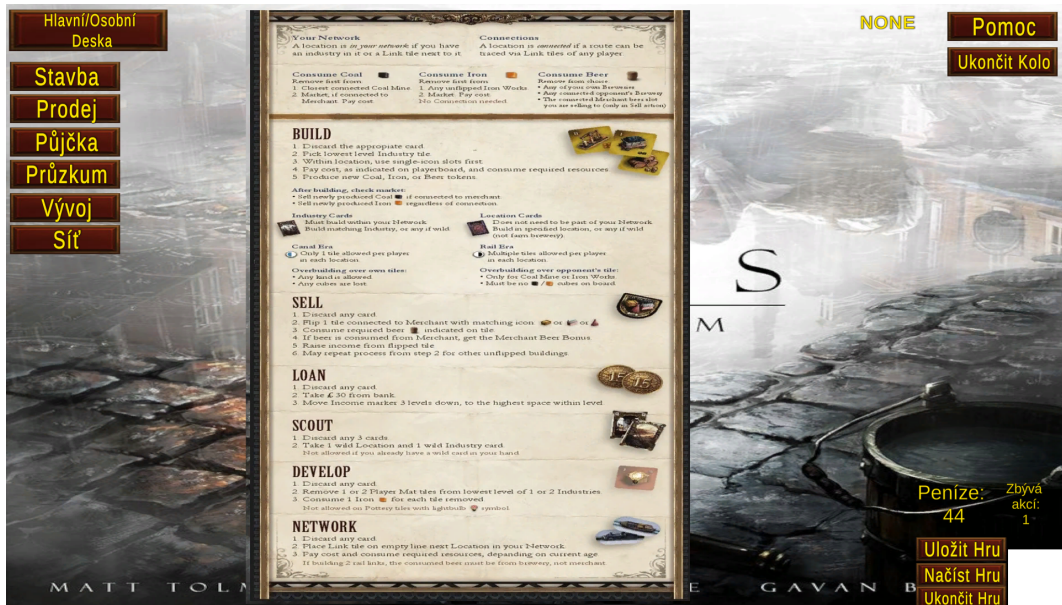 Hlavní/Osobní
Deska
Stavba
Prodej
Půjčka
Průzkum
Vývoj
Síť
Your Network
A location is in your network if you have
an industry in it or a Link tile next to it
Connections
A location is connected if a route can be
traced via Link tiles of any player
Consume Coal
Remove first from
1 Closest connected Coal Mine
2 Market, if connected to
Merchant. Pay cost
Consume Iron
Remove first from
1 Any unflipped Iron Works
2 Market. Pay cost
No Connection needed
Consume Beer
Remove from choice
• Any of your own Breweries
• Any connected opponent's Brewery
• The connected Merchant beer slot
you are selling to (only in Sell action)
BUILD
1 Discard the appropiate card
2 Pick lowest level Industry tile
3 Within location, use single-icon slots first
4 Pay cost, as indicated on playerboard, and consume required resources
5 Produce new Coal, Iron, or Beer tokens
After building, check market:
• Sell newly produced Coal if connected to merchant
• Sell newly produced Iron regardless of connection
Industry Cards
Must build within your Network
Build matching Industry, or any if wild
Location Cards
Does not need to be part of your Network
Build in specified location, or any if wild
(not farm brewery)
Canal Era
Only 1 tile allowed per player
in each location.
Rail Era
Multiple tiles allowed per player
in each location.
Overbuilding over own tiles:
• Any kind is allowed
• Any cubes are lost
Overbuilding over opponent's tile:
• Only for Coal Mine or Iron Works
• Must be no / cubes on board
SELL
1 Discard any card
2 Flip 1 tile connected to Merchant with matching icon or or
3 Consume required beer indicated on tile
4 If beer is consumed from Merchant, get the Merchant Beer Bonus
5 Raise income from flipped tile
6 May repeat process from step 2 for other unflipped buildings
LOAN
1 Discard any card
2 Take £ 30 from bank
3 Move Income marker 3 levels down, to the highest space within level
15 15
SCOUT
1 Discard any 3 cards
2 Take 1 wild Location and 1 wild Industry card
Not allowed if you already have a wild card in your hand
DEVELOP
1 Discard any card
2 Remove 1 or 2 Player Mat tiles from lowest level of 1 or 2 Industries
3 Consume 1 Iron for each tile removed
Not allowed on Pottery tiles with lightbulb symbol
NETWORK
1 Discard any card
2 Place Link tile on empty line next Location in your Network
3 Pay cost and consume required resources, depanding on current age
If building 2 rail links, the consumed beer must be from brewery, not merchant
NONE
Pomoc
Ukončit Kolo
S
M
Peníze:
44
Zbývá
akcí:
1
Uložit Hru
Načíst Hru
Ukončit Hru
MATT TOL
E GAVAN B